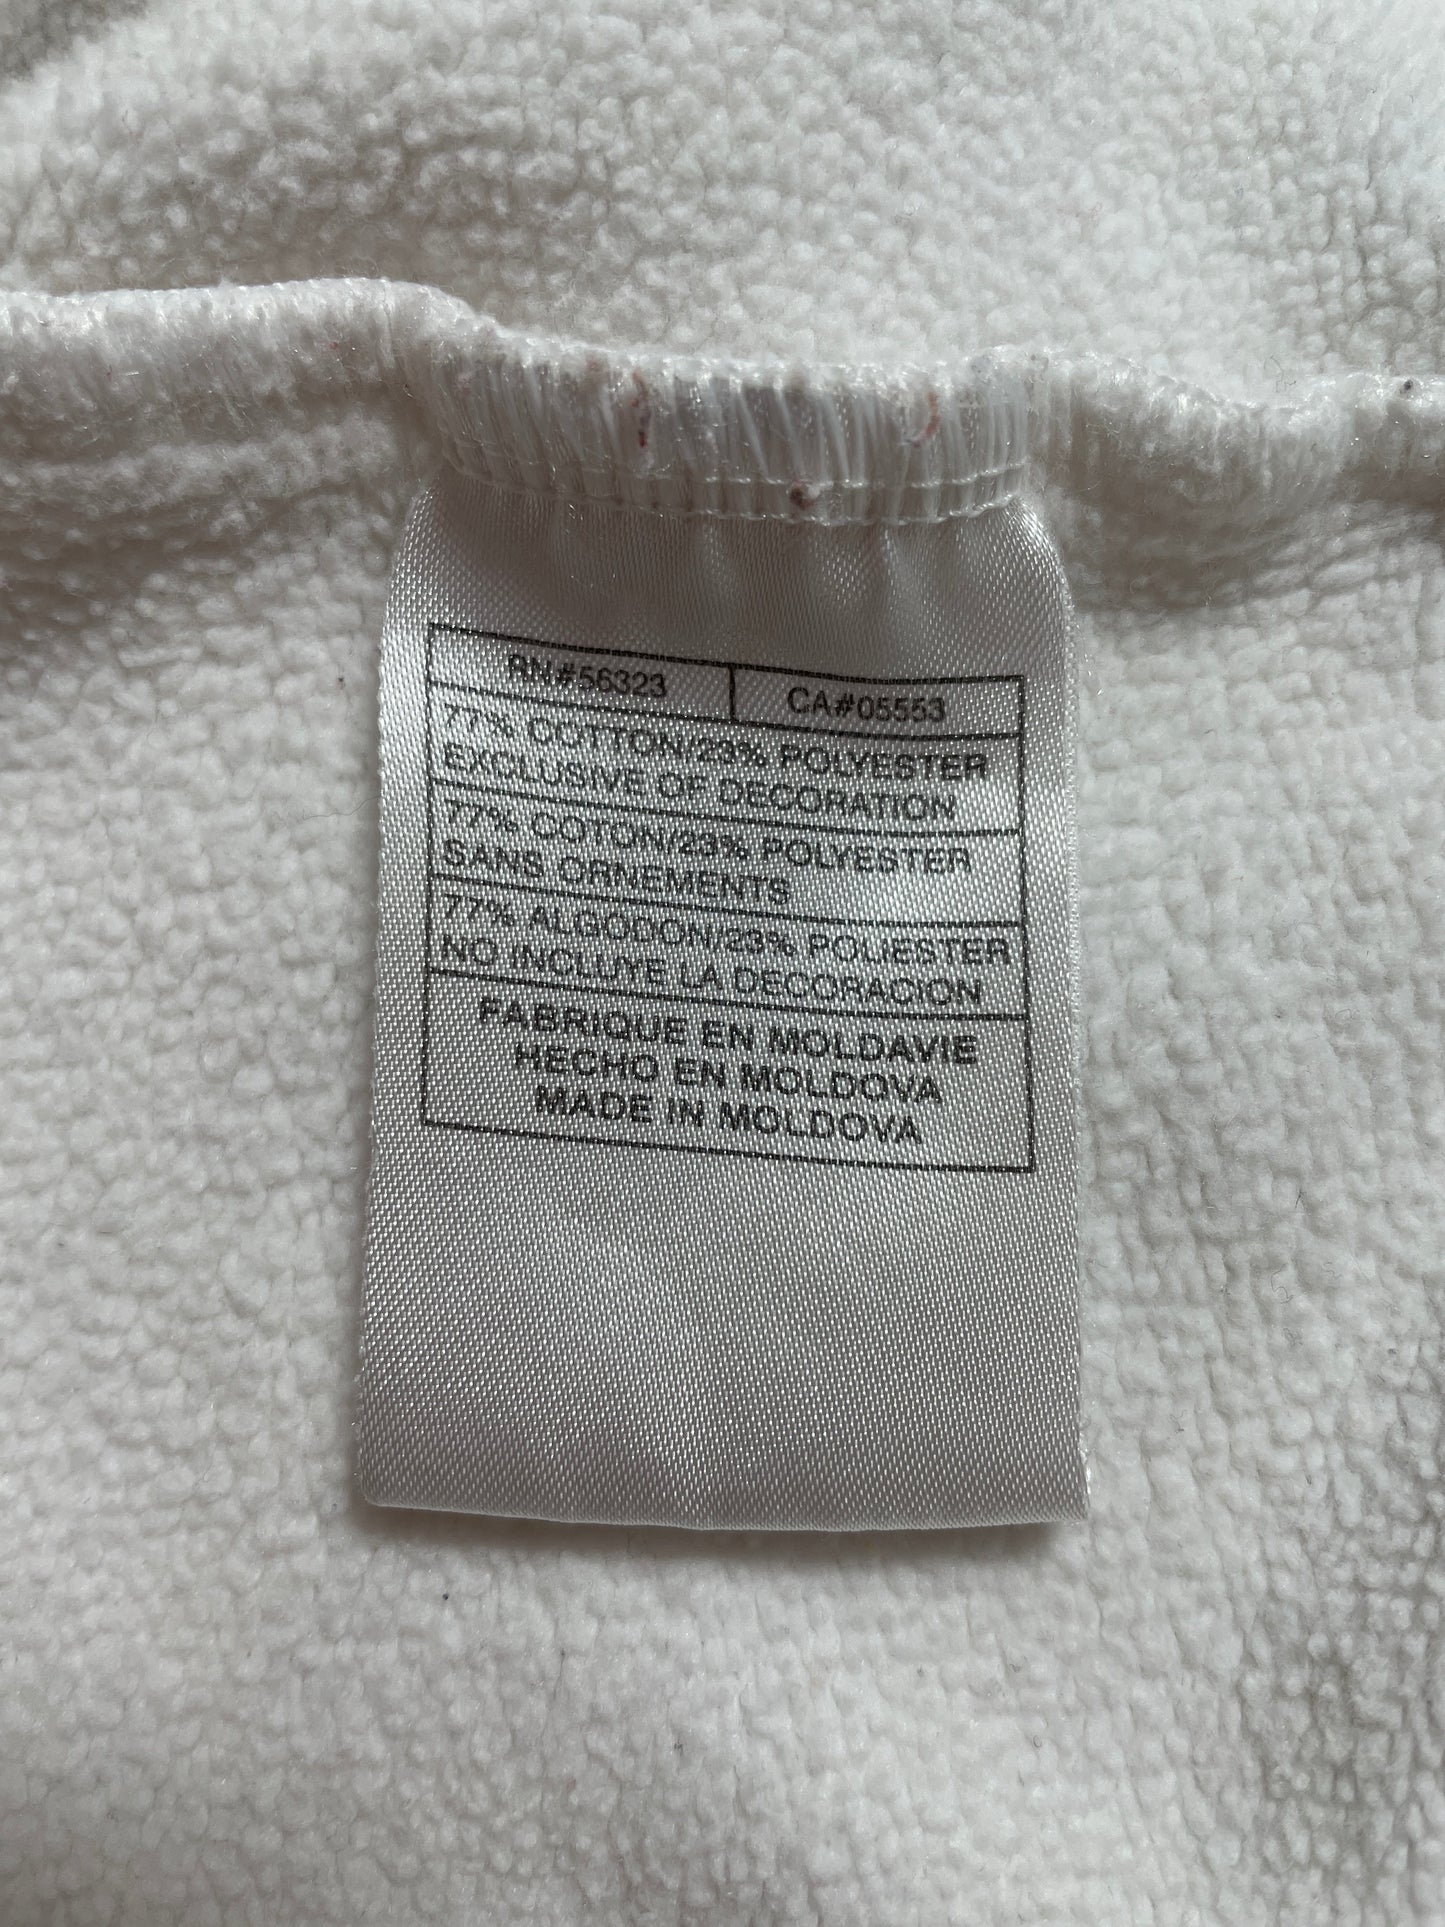 RN#56323 CA#05553
77% COTTON/23% POLYESTER
EXCLUSIVE OF DECORATION
77% COTON/23% POLYESTER
SANS ORNEMENTS
77% ALGODON/23% POLIESTER
NO INCLUYE LA DECORACION
FABRIQUE EN MOLDAVIE
HECHO EN MOLDOVA
MADE IN MOLDOVA